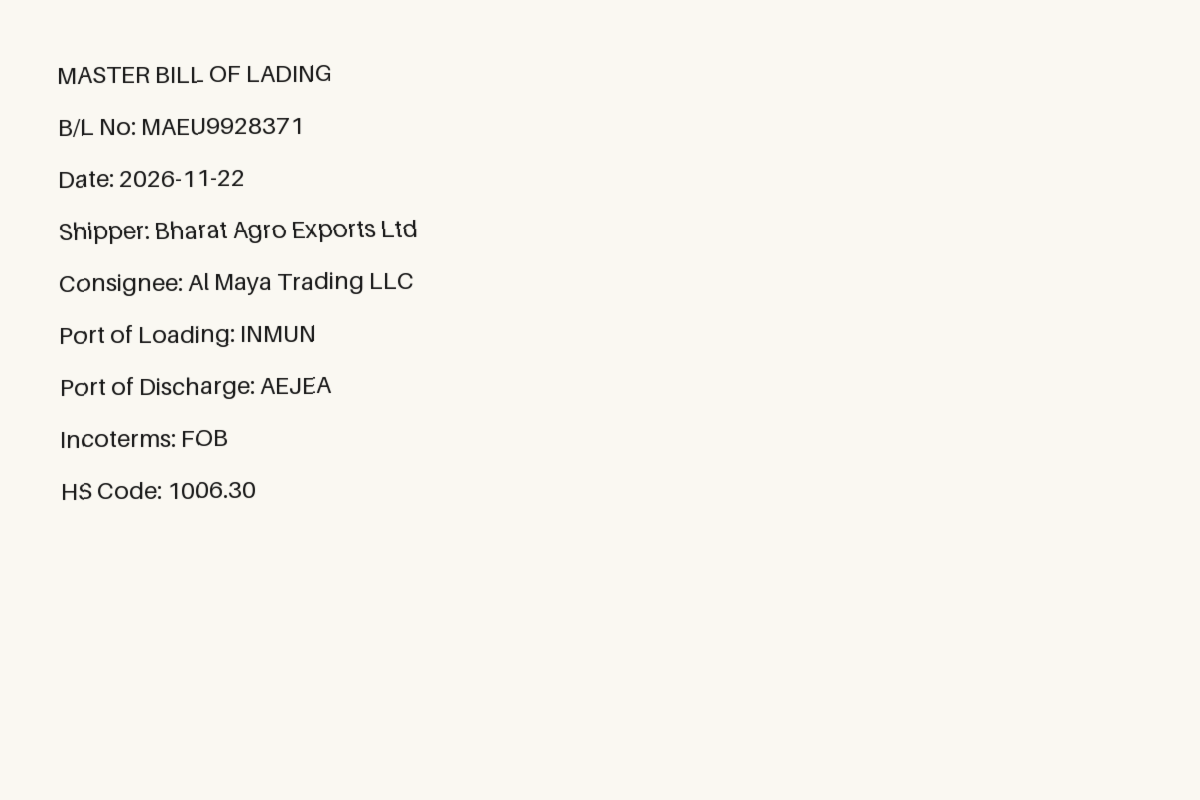 MASTER BILL OF LADING
B/L No: MAEU9928371
Date: 2026-11-22
Shipper: Bharat Agro Exports Ltd
Consignee: Al Maya Trading LLC
Port of Loading: INMUN
Port of Discharge: AEJEA
Incoterms: FOB
HS Code: 1006.30